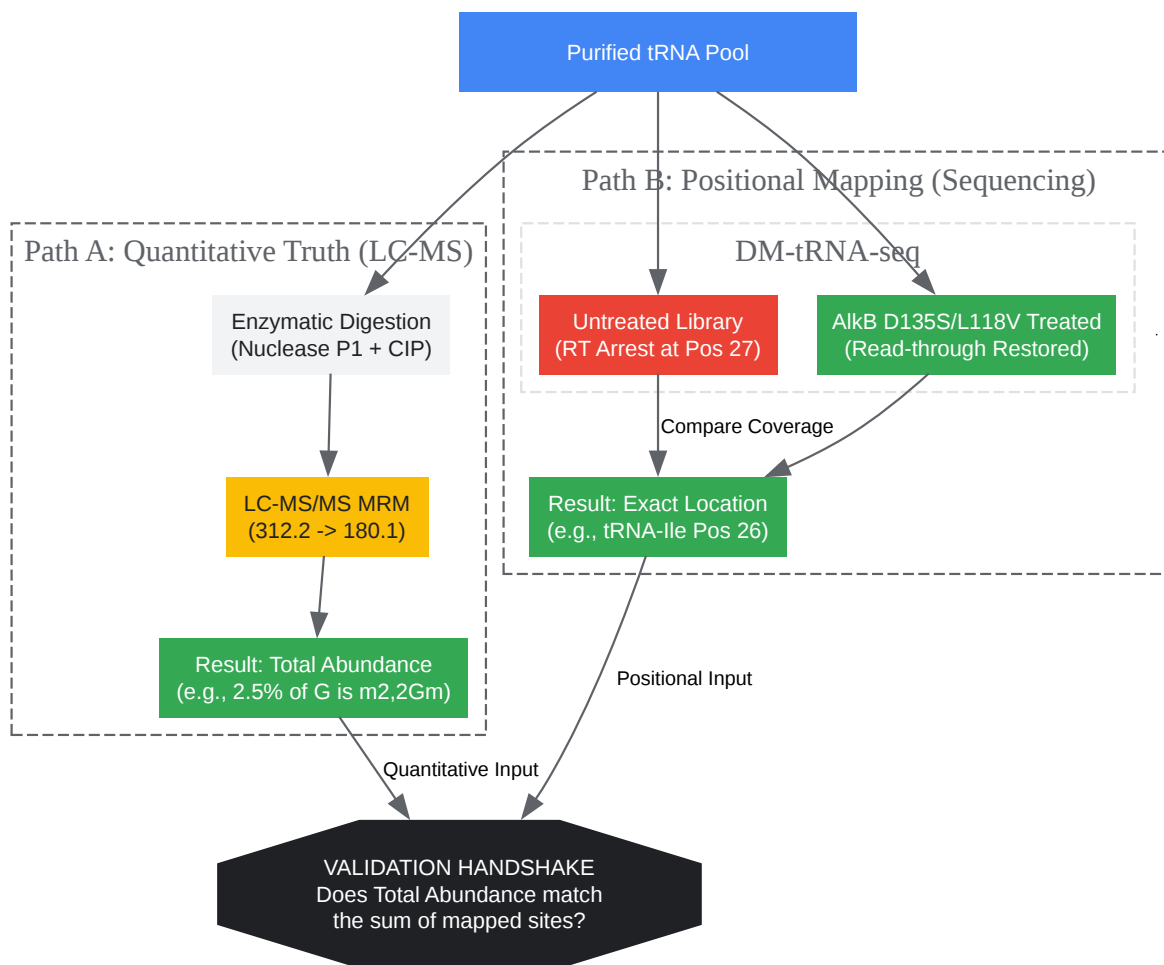 Purified tRNA Pool
Path B: Positional Mapping (Sequencing)
Path A: Quantitative Truth (LC-MS)
DM-tRNA-seq
Enzymatic Digestion
(Nuclease P1 + CIP)
Untreated Library
(RT Arrest at Pos 27)
AlkB D135S/L118V Treated
(Read-through Restored)
Compare Coverage
LC-MS/MS MRM
(312.2 -> 180.1)
Result: Exact Location
(e.g., tRNA-Ile Pos 26)
Result: Total Abundance
(e.g., 2.5% of G is m2,2Gm)
Positional Input
Quantitative Input
VALIDATION HANDSHAKE
Does Total Abundance match
the sum of mapped sites?